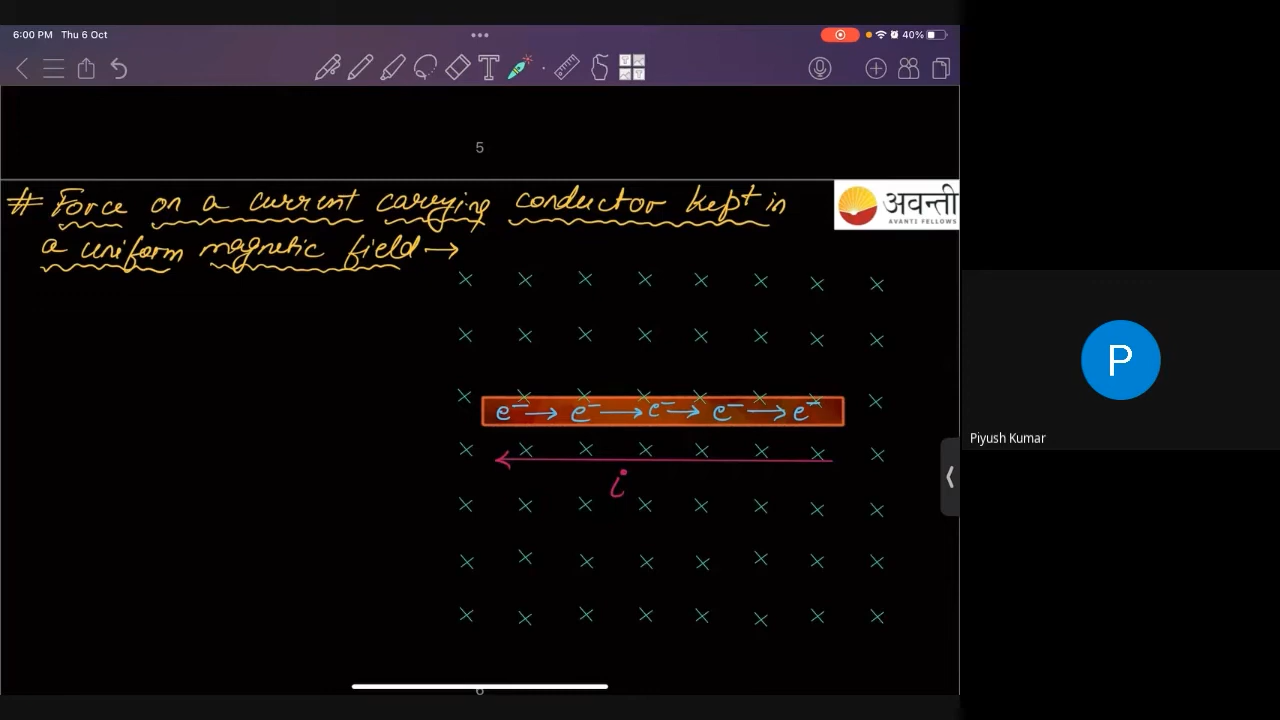 6:00 PM Thu 6 Oct
40%
5
# Force on a current carrying conductor kept in
a uniform magnetic field →
अवन्ती
AVANTI FELLOWS
× × × × × × × ×
× × × × × × × ×
× × × × × × × ×
e⁻ → e⁻ → e⁻ → e⁻ → e⁻
× × × × × × × ×
i
× × × × × × × ×
× × × × × × × ×
× × × × × × × ×
6
P
Piyush Kumar